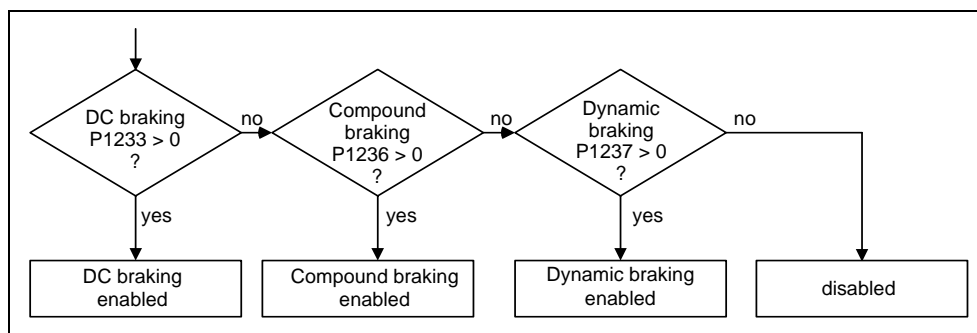 DC braking
P1233 > 0
?
no
Compound
braking
P1236 > 0
?
no
Dynamic
braking
P1237 > 0
?
no
yes
yes
yes
DC braking
enabled
Compound braking
enabled
Dynamic braking
enabled
disabled